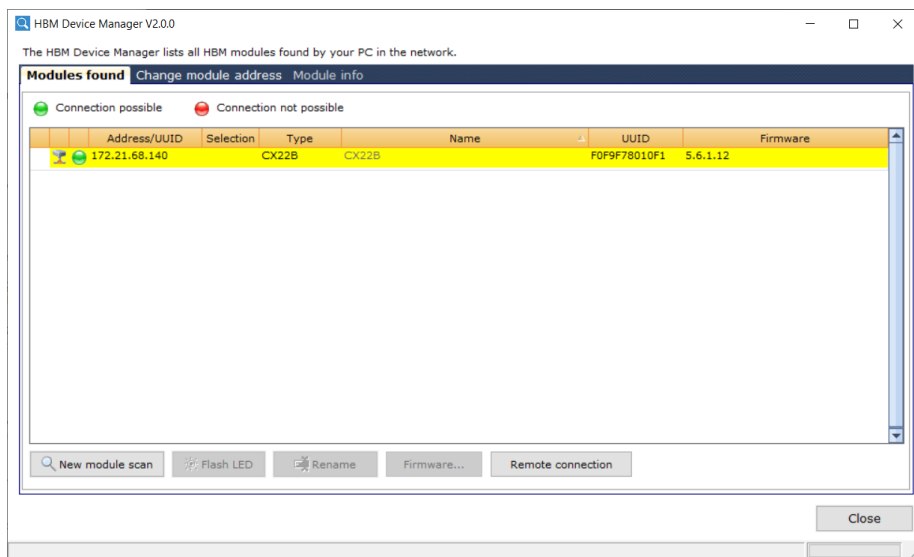 HBM Device Manager V2.0.0
The HBM Device Manager lists all HBM modules found by your PC in the network.
Modules found Change module address Module info
Connection possible Connection not possible
Address/UUID Selection Type Name UUID Firmware
172.21.68.140 CX22B CX22B F0F9F78010F1 5.6.1.12
New module scan Flash LED Rename Firmware... Remote connection
Close